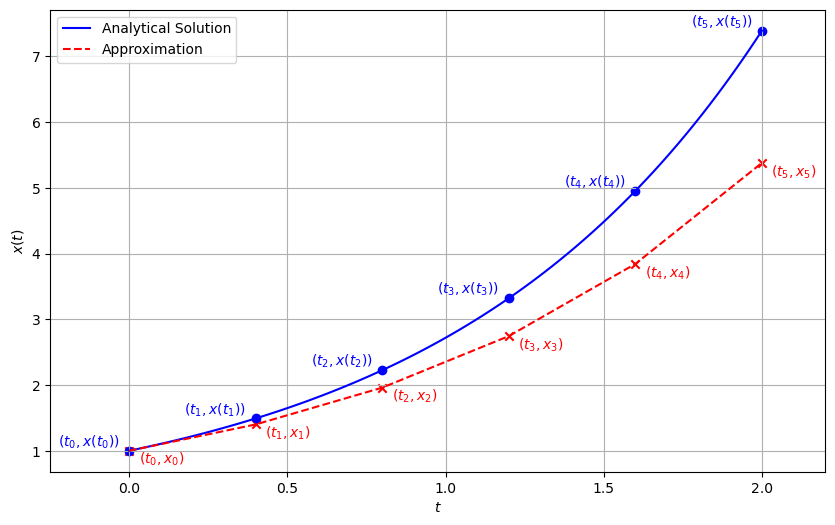 Analytical Solution
Approximation
7
6
5
4
3
2
1
x(t)
(t₀, x(t₀))
(t₁, x(t₁))
(t₂, x(t₂))
(t₃, x(t₃))
(t₄, x(t₄))
(t₅, x(t₅))
(t₀, x₀)
(t₁, x₁)
(t₂, x₂)
(t₃, x₃)
(t₄, x₄)
(t₅, x₅)
0.0 0.5 1.0 1.5 2.0
t